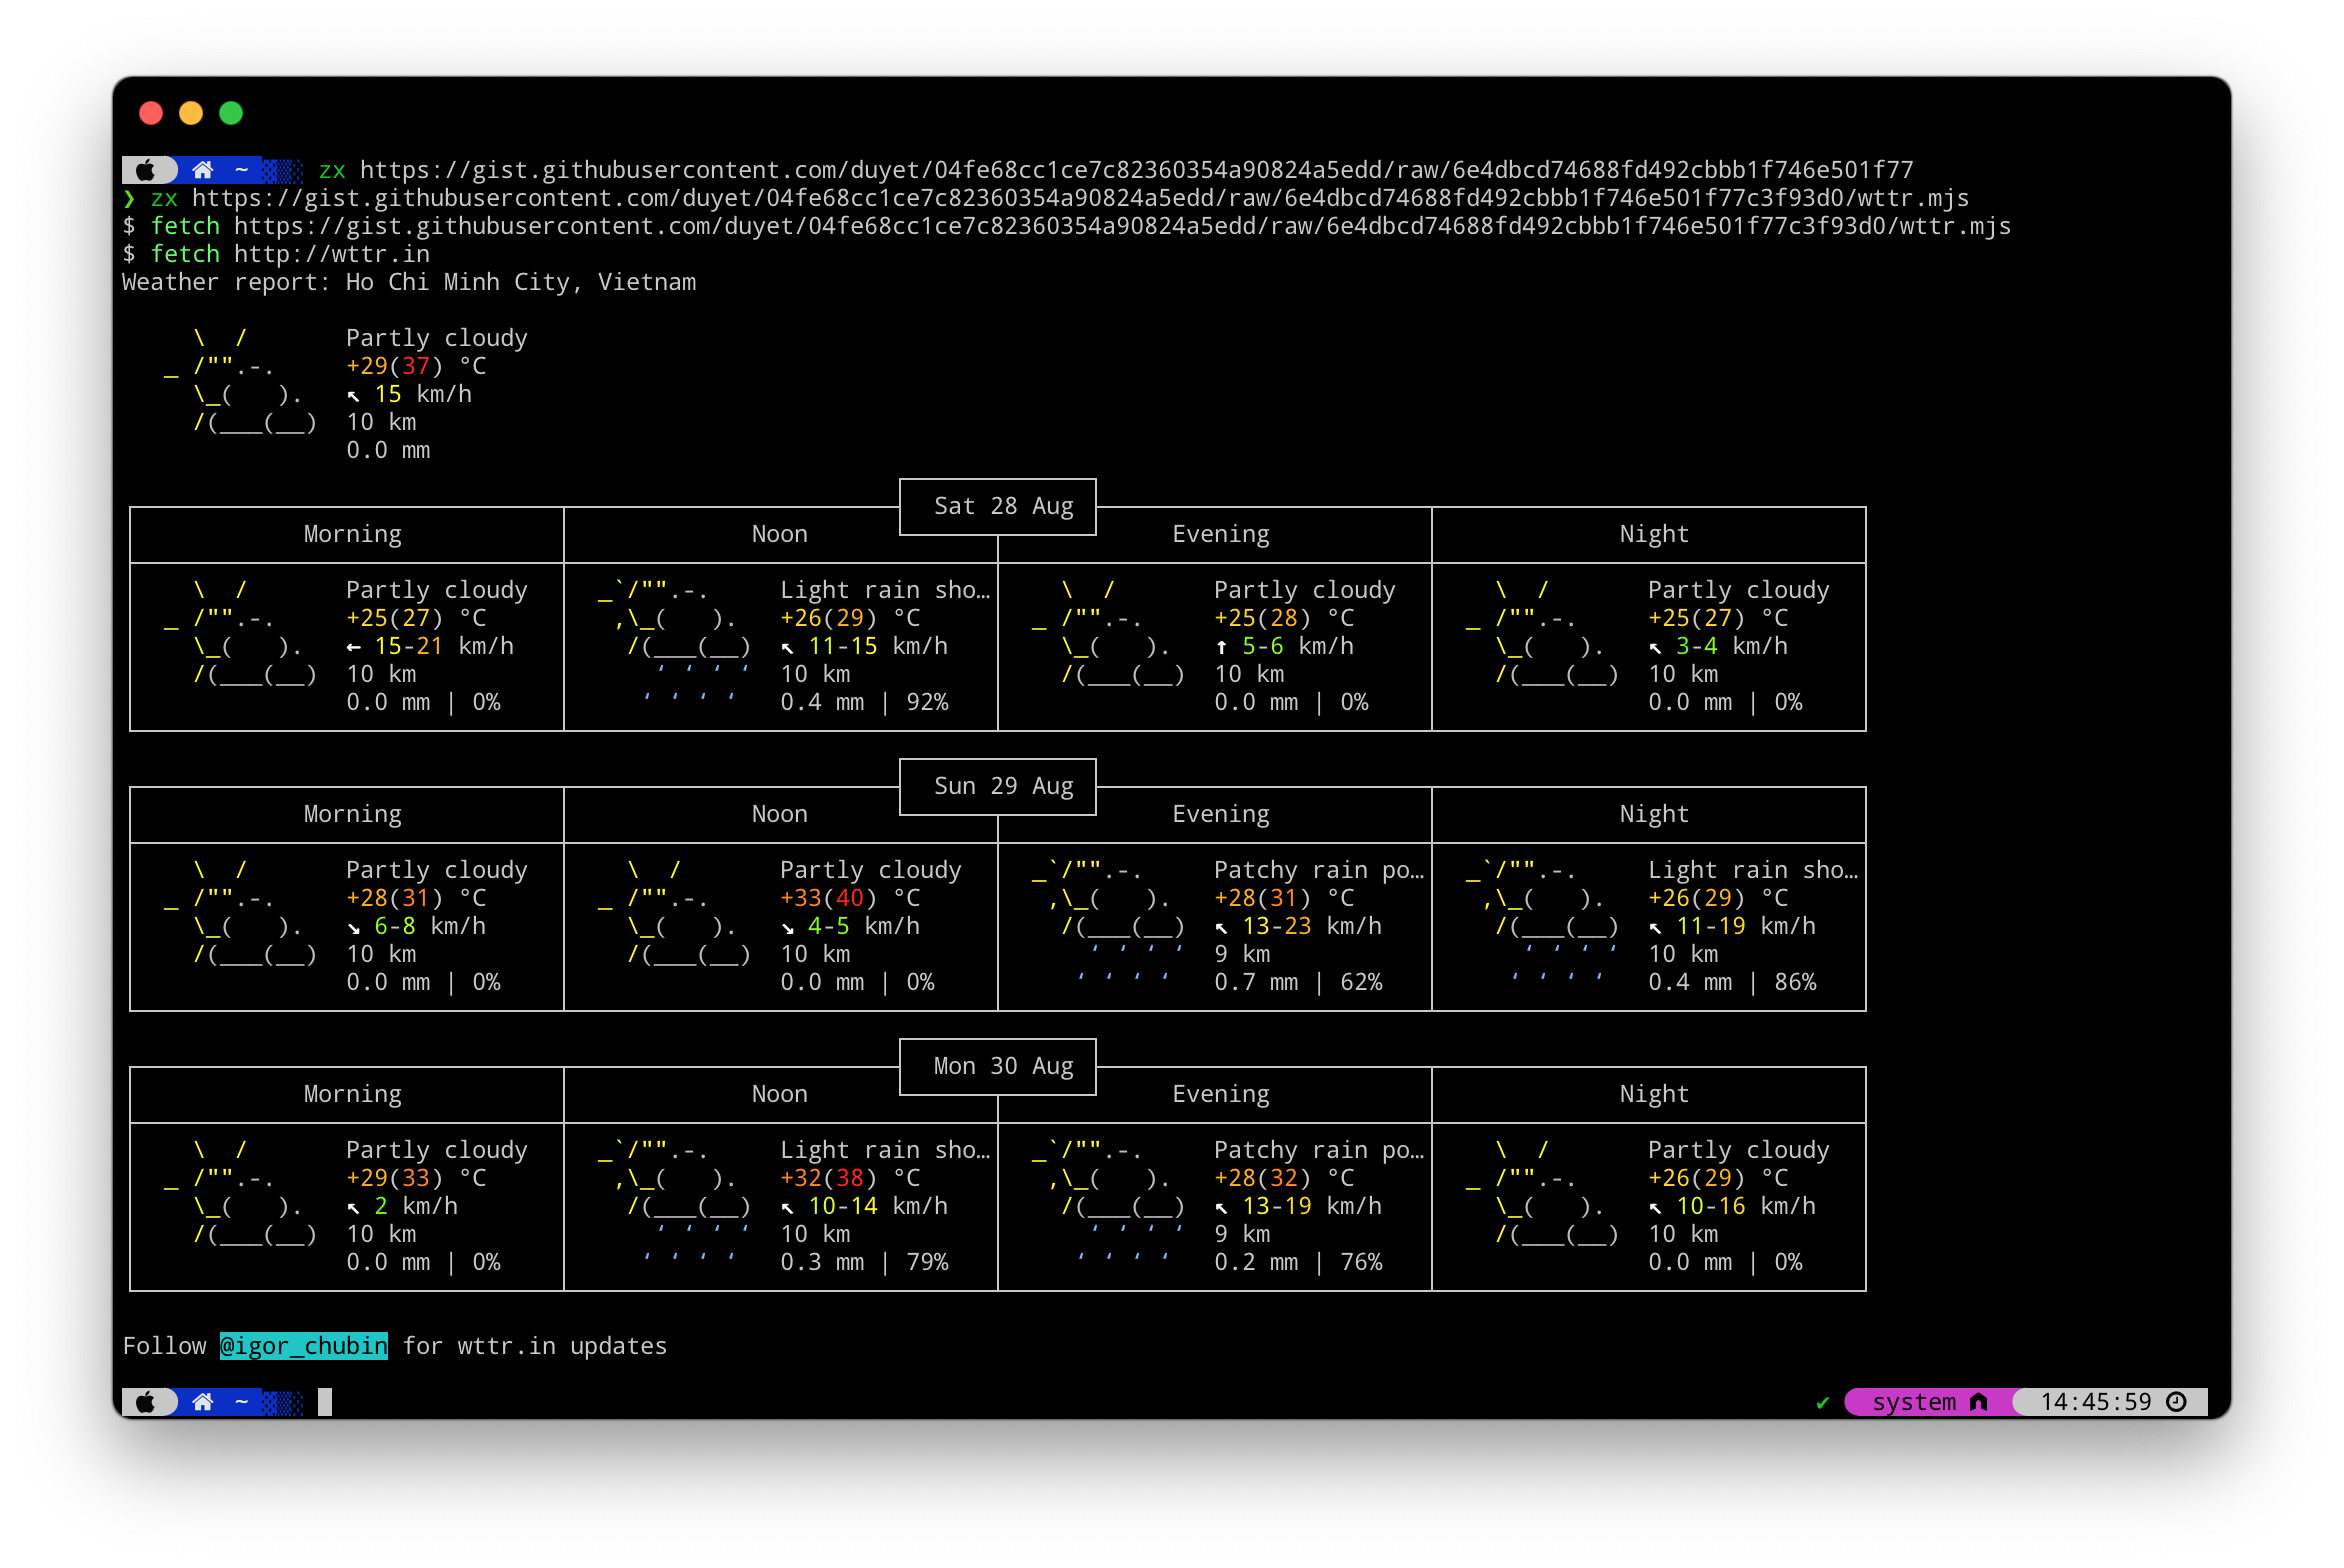 ~ zx https://gist.githubusercontent.com/duyet/04fe68cc1ce7c82360354a90824a5edd/raw/6e4dbcd74688fd492cbbb1f746e501f77
❯ zx https://gist.githubusercontent.com/duyet/04fe68cc1ce7c82360354a90824a5edd/raw/6e4dbcd74688fd492cbbb1f746e501f77c3f93d0/wttr.mjs
$ fetch https://gist.githubusercontent.com/duyet/04fe68cc1ce7c82360354a90824a5edd/raw/6e4dbcd74688fd492cbbb1f746e501f77c3f93d0/wttr.mjs
$ fetch http://wttr.in
Weather report: Ho Chi Minh City, Vietnam
Partly cloudy
+29(37) °C
↖ 15 km/h
10 km
0.0 mm
Sat 28 Aug
Morning Noon Evening Night
Partly cloudy Light rain sho… Partly cloudy Partly cloudy
+25(27) °C +26(29) °C +25(28) °C +25(27) °C
← 15-21 km/h ↖ 11-15 km/h ↑ 5-6 km/h ↖ 3-4 km/h
10 km 10 km 10 km 10 km
0.0 mm | 0% 0.4 mm | 92% 0.0 mm | 0% 0.0 mm | 0%
Sun 29 Aug
Morning Noon Evening Night
Partly cloudy Partly cloudy Patchy rain po… Light rain sho…
+28(31) °C +33(40) °C +28(31) °C +26(29) °C
↘ 6-8 km/h ↘ 4-5 km/h ↖ 13-23 km/h ↖ 11-19 km/h
10 km 10 km 9 km 10 km
0.0 mm | 0% 0.0 mm | 0% 0.7 mm | 62% 0.4 mm | 86%
Mon 30 Aug
Morning Noon Evening Night
Partly cloudy Light rain sho… Patchy rain po… Partly cloudy
+29(33) °C +32(38) °C +28(32) °C +26(29) °C
↖ 2 km/h ↖ 10-14 km/h ↖ 13-19 km/h ↖ 10-16 km/h
10 km 10 km 9 km 10 km
0.0 mm | 0% 0.3 mm | 79% 0.2 mm | 76% 0.0 mm | 0%
Follow @igor_chubin for wttr.in updates
~ ✔ system 14:45:59